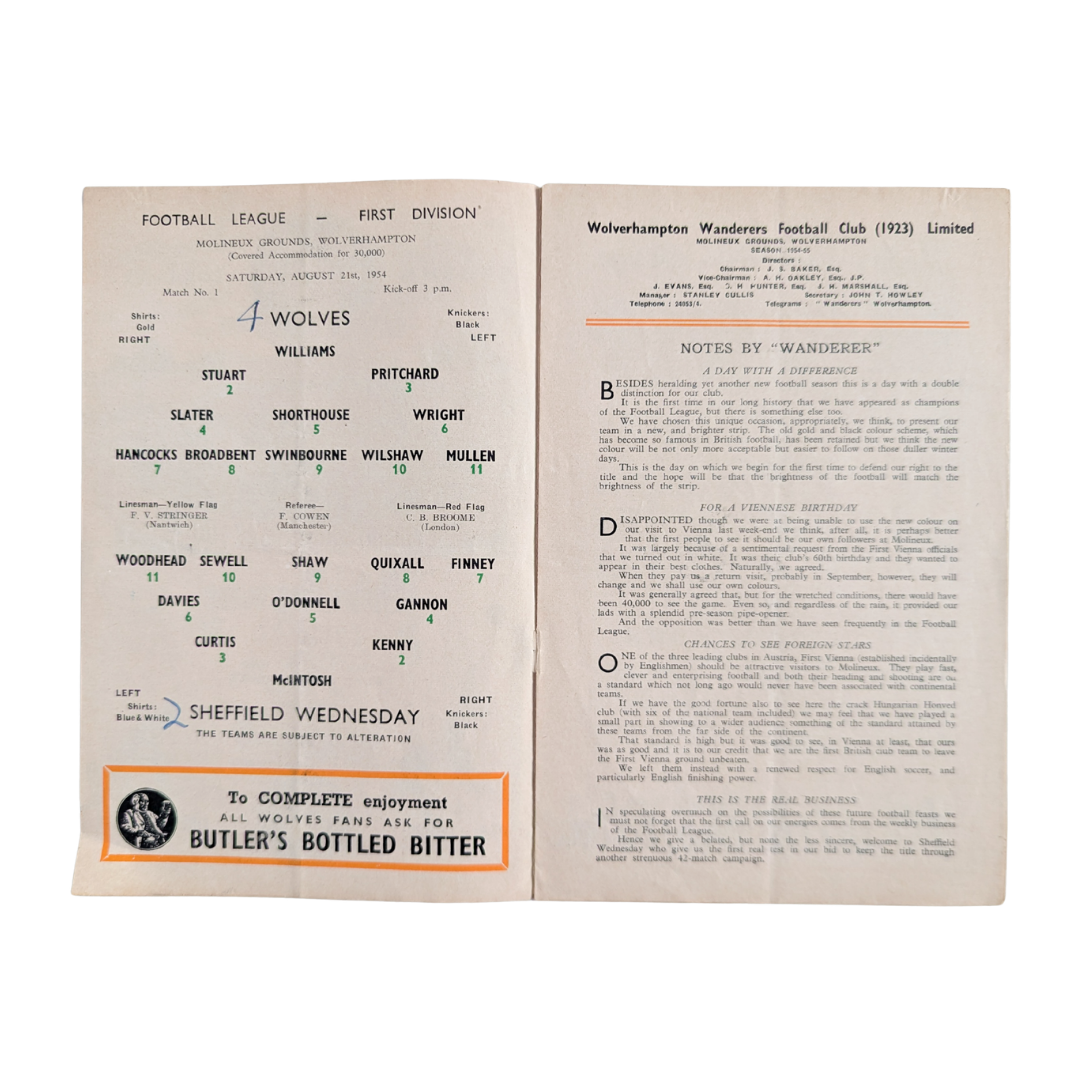 FOOTBALL LEAGUE — FIRST DIVISION
MOLINEUX GROUNDS, WOLVERHAMPTON
(Covered Accommodation for 30,000)
SATURDAY, AUGUST 21st, 1954
Match No. 1 Kick-off 3 p.m.
Shirts:
Gold
RIGHT
4 WOLVES
Knickers:
Black
LEFT
WILLIAMS
STUART PRITCHARD
2 3
SLATER SHORTHOUSE WRIGHT
4 5 6
HANCOCKS BROADBENT SWINBOURNE WILSHAW MULLEN
7 8 9 10 11
Linesman—Yellow Flag Referee— Linesman—Red Flag
F. V. STRINGER F. COWEN C. B. BROOME
(Nantwich) (Manchester) (London)
WOODHEAD SEWELL SHAW QUIXALL FINNEY
11 10 9 8 7
DAVIES O'DONNELL GANNON
6 5 4
CURTIS KENNY
3 2
McINTOSH
LEFT
Shirts:
Blue & White
2 SHEFFIELD WEDNESDAY
RIGHT
Knickers:
Black
THE TEAMS ARE SUBJECT TO ALTERATION
To COMPLETE enjoyment
ALL WOLVES FANS ASK FOR
BUTLER'S BOTTLED BITTER
Wolverhampton Wanderers Football Club (1923) Limited
MOLINEUX GROUNDS, WOLVERHAMPTON
SEASON 1954-55
Directors:
Chairman: J. S. BAKER, Esq.
Vice-Chairman: A. H. OAKLEY, Esq., J.P.
J. EVANS, Esq. D. H HUNTER, Esq. J. H. MARSHALL, Esq.
Manager: STANLEY CULLIS Secretary: JOHN T. HOWLEY
Telephone: 24053/4. Telegrams: "Wanderers" Wolverhampton.
NOTES BY "WANDERER"
A DAY WITH A DIFFERENCE
BESIDES heralding yet another new football season this is a day with a double
distinction for our club.
It is the first time in our long history that we have appeared as champions
of the Football League, but there is something else too.
We have chosen this unique occasion, appropriately, we think, to present our
team in a new, and brighter strip. The old gold and black colour scheme, which
has become so famous in British football, has been retained but we think the new
colour will be not only more acceptable but easier to follow on those duller winter
days.
This is the day on which we begin for the first time to defend our right to the
title and the hope will be that the brightness of the football will match the
brightness of the strip.
FOR A VIENNESE BIRTHDAY
DISAPPOINTED though we were at being unable to use the new colour on
our visit to Vienna last week-end we think, after all, it is perhaps better
that the first people to see it should be our own followers at Molineux.
It was largely because of a sentimental request from the First Vienna officials
that we turned out in white. It was their club's 60th birthday and they wanted to
appear in their best clothes. Naturally, we agreed.
When they pay us a return visit, probably in September, however, they will
change and we shall use our own colours.
It was generally agreed that, but for the wretched conditions, there would have
been 40,000 to see the game. Even so, and regardless of the rain, it provided our
lads with a splendid pre-season pipe-opener.
And the opposition was better than we have seen frequently in the Football
League.
CHANCES TO SEE FOREIGN STARS
ONE of the three leading clubs in Austria, First Vienna (established incidentally
by Englishmen) should be attractive visitors to Molineux. They play fast,
clever and enterprising football and both their heading and shooting are on
a standard which not long ago would never have been associated with continental
teams.
If we have the good fortune also to see here the crack Hungarian Honved
club (with six of the national team included) we may feel that we have played a
small part in showing to a wider audience something of the standard attained by
these teams from the far side of the continent.
That standard is high but it was good to see, in Vienna at least, that ours
was as good and it is to our credit that we are the first British club team to leave
the First Vienna ground unbeaten.
We left them instead with a renewed respect for English soccer, and
particularly English finishing power.
THIS IS THE REAL BUSINESS
IN speculating overmuch on the possibilities of these future football feasts we
must not forget that the first call on our energies comes from the weekly business
of the Football League.
Hence we give a belated, but none the less sincere, welcome to Sheffield
Wednesday who give us the first real test in our bid to keep the title through
another strenuous 42-match campaign.